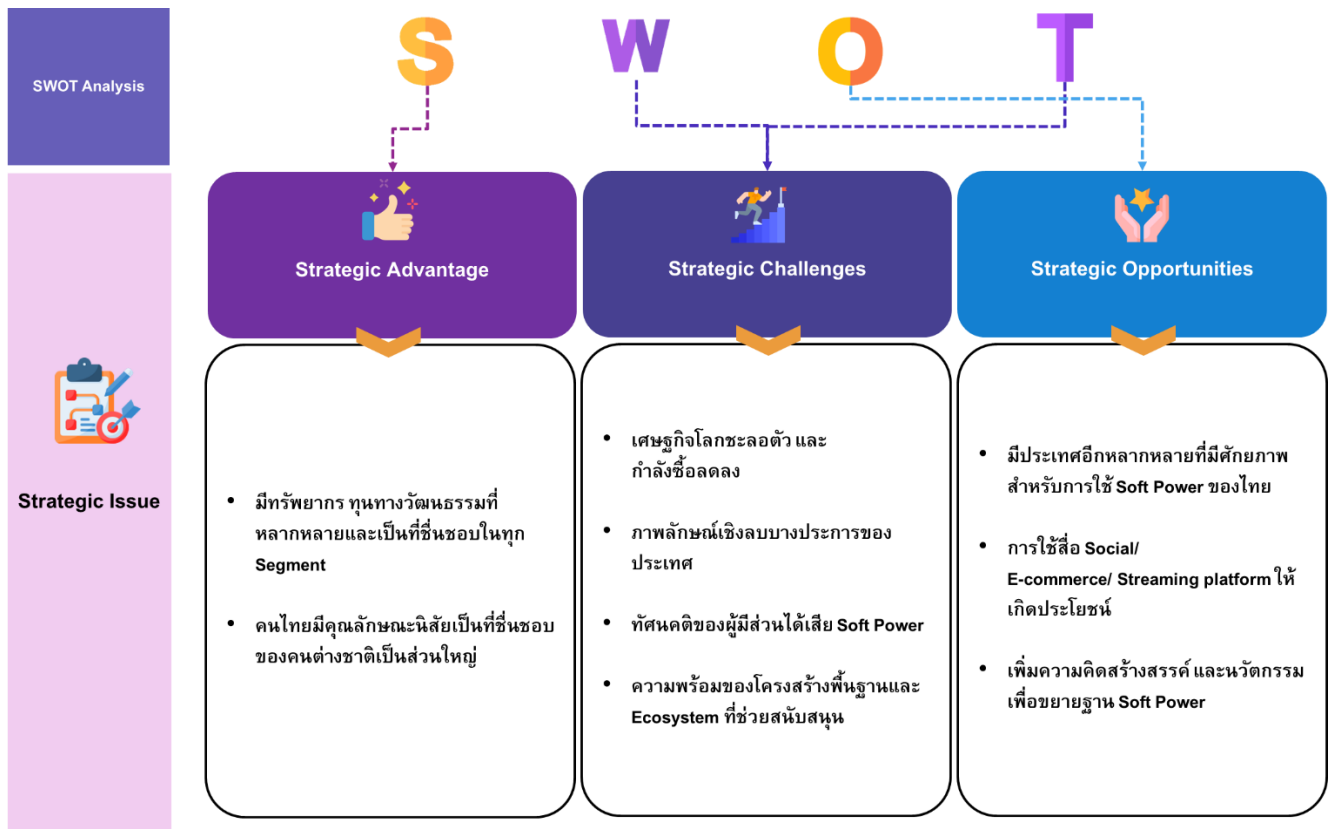 SWOT Analysis
S
W
O
T
Strategic Issue
Strategic Advantage
• มีทรัพยากร ทุนทางวัฒนธรรมที่
หลากหลายและเป็นที่ชื่นชอบในทุก
Segment
• คนไทยมีคุณลักษณะนิสัยเป็นที่ชื่นชอบ
ของคนต่างชาติเป็นส่วนใหญ่
Strategic Challenges
• เศรษฐกิจโลกชะลอตัว และ
กำลังซื้อลดลง
• ภาพลักษณ์เชิงลบบางประการของ
ประเทศ
• ทัศนคติของผู้มีส่วนได้เสีย Soft Power
• ความพร้อมของโครงสร้างพื้นฐานและ
Ecosystem ที่ช่วยสนับสนุน
Strategic Opportunities
• มีประเทศอีกหลากหลายที่มีศักยภาพ
สำหรับการใช้ Soft Power ของไทย
• การใช้สื่อ Social/
E-commerce/ Streaming platform ให้
เกิดประโยชน์
• เพิ่มความคิดสร้างสรรค์ และนวัตกรรม
เพื่อขยายฐาน Soft Power